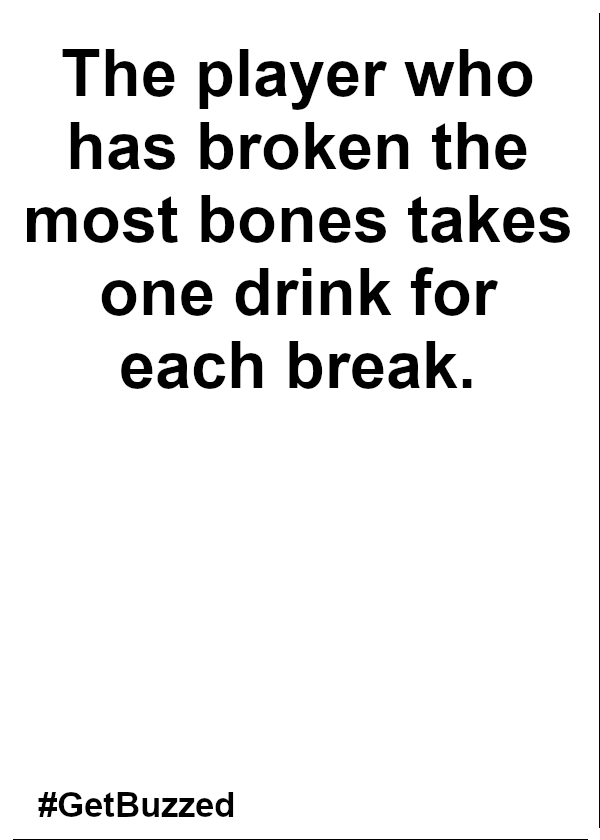 The player who
has broken the
most bones takes
one drink for
each break.
#GetBuzzed